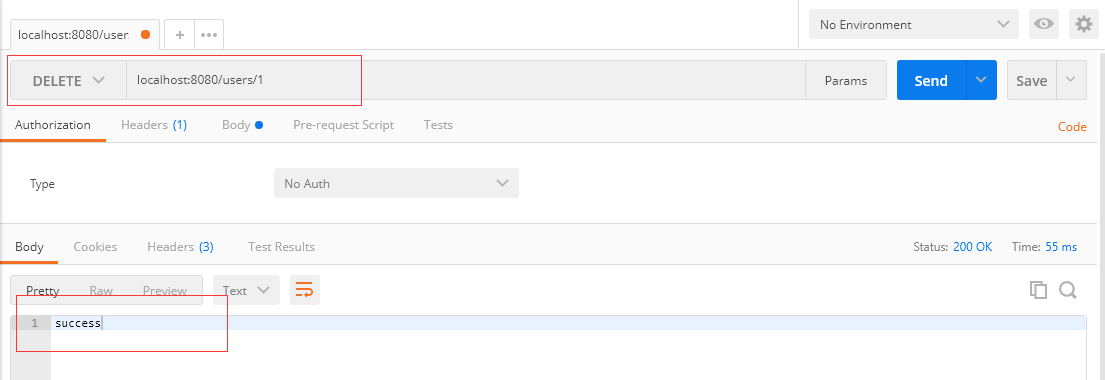 localhost:8080/user:
+
•••
No Environment
DELETE
localhost:8080/users/1
Params
Send
Save
Authorization
Headers (1)
Body
Pre-request Script
Tests
Code
Type
No Auth
Body
Cookies
Headers (3)
Test Results
Status: 200 OK
Time: 55 ms
Pretty
Raw
Preview
Text
1 success